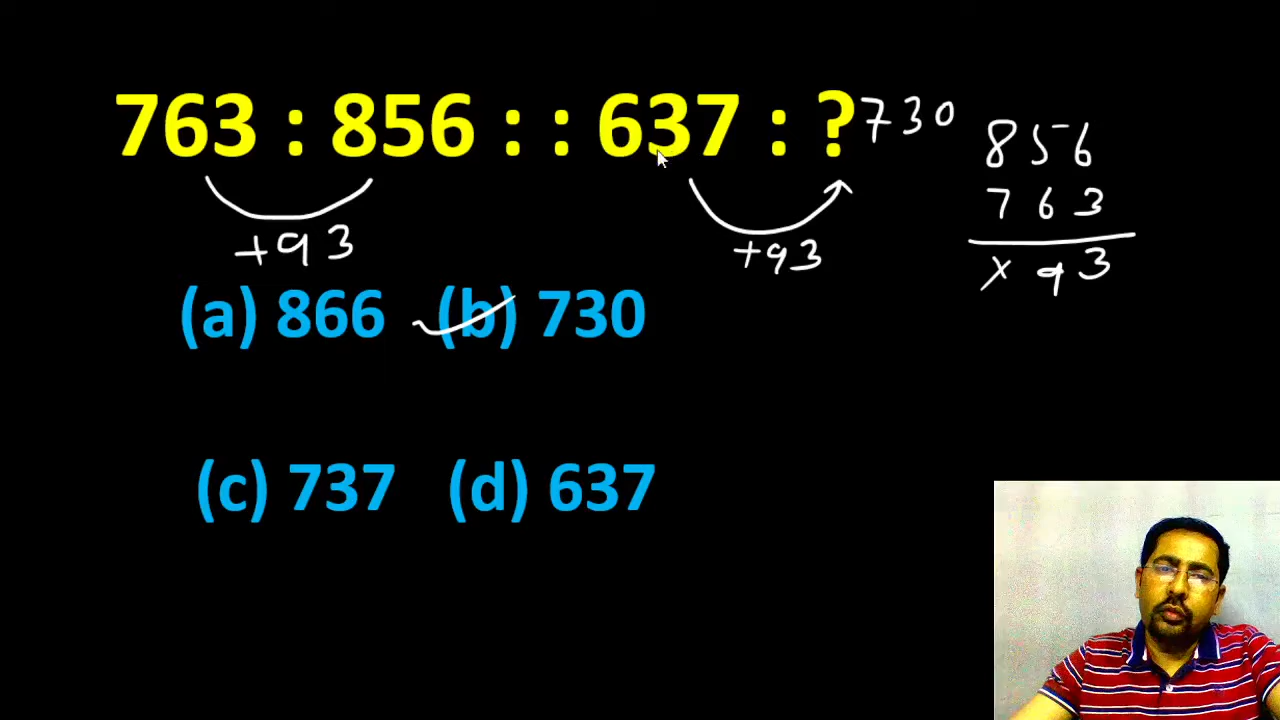 763 : 856 : : 637 : ? 730
856
763
x 93
+93
+93
(a) 866 (b) 730
(c) 737 (d) 637